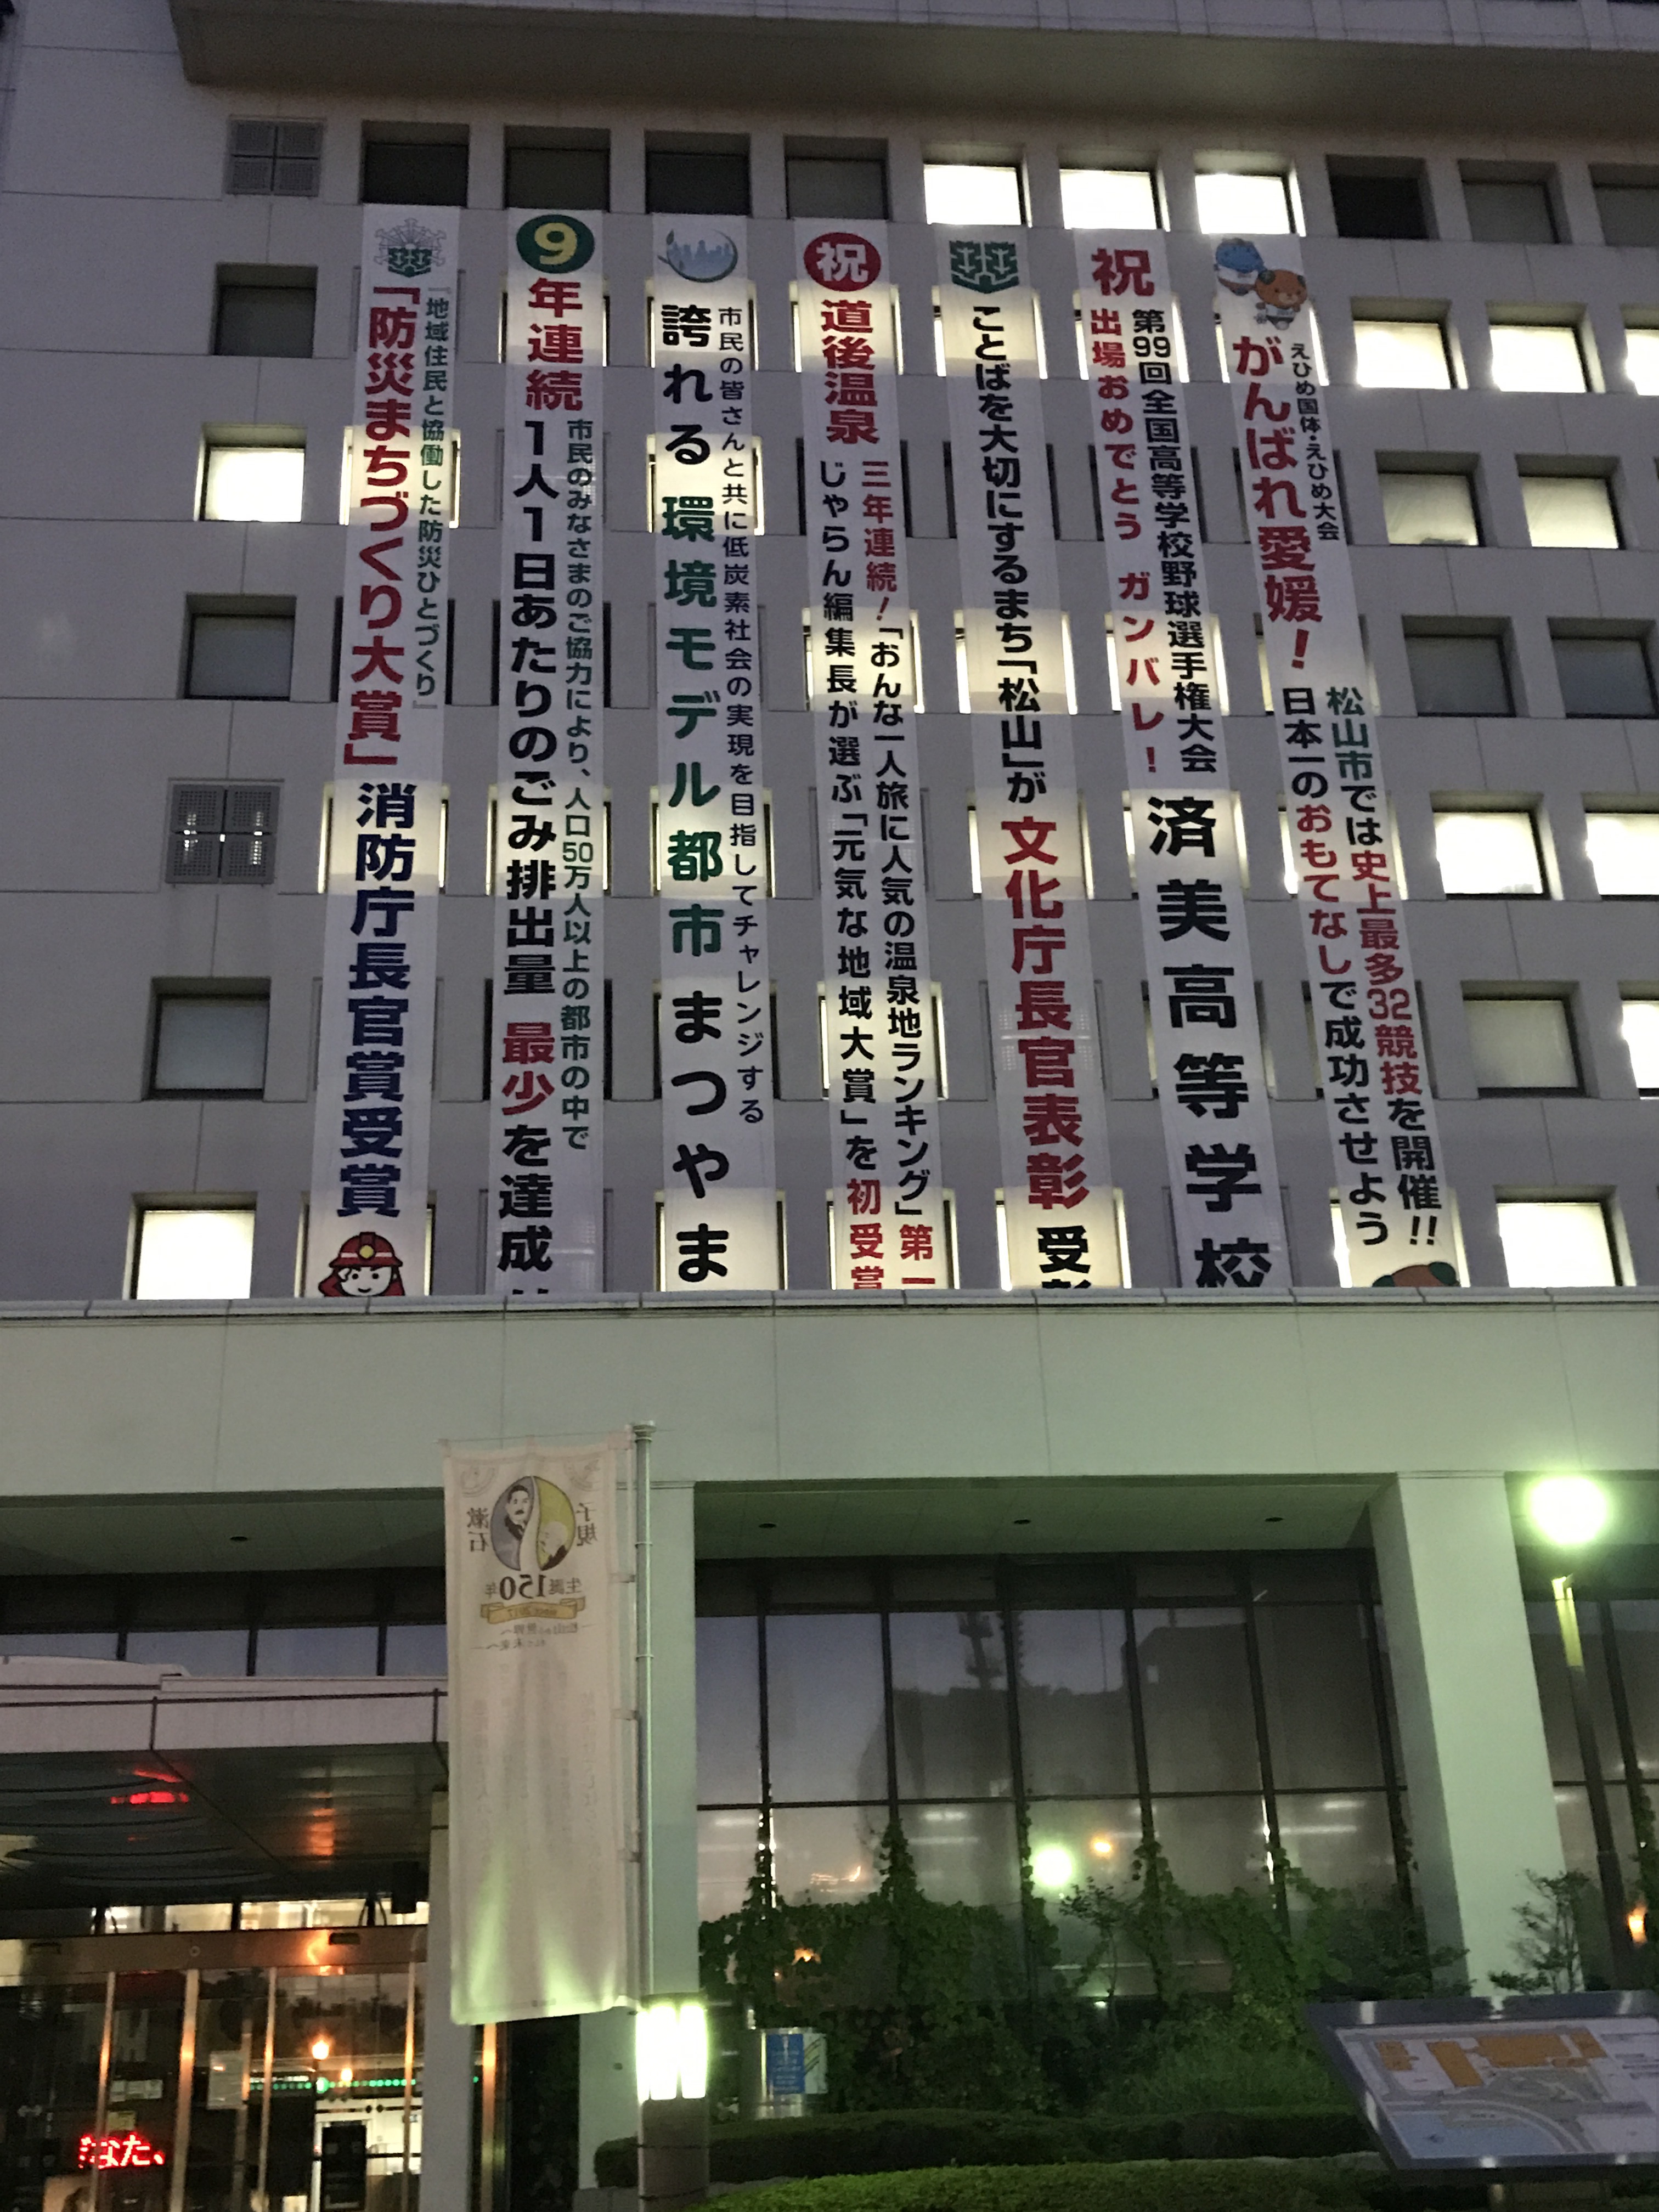 えひめ国体・えひめ大会
がんばれ愛媛！
松山市では史上最多32競技を開催!!
日本一のおもてなしで成功させよう
祝
第99回全国高等学校野球選手権大会
出場おめでとう ガンバレ！
済美高等学校
ことばを大切にするまち「松山」が 文化庁長官表彰 受彰
祝
道後温泉
三年連続！「おんな一人旅に人気の温泉地ランキング」第一
じゃらん編集長が選ぶ「元気な地域大賞」を初受賞
市民の皆さんと共に低炭素社会の実現を目指してチャレンジする
誇れる 環境モデル都市 まつやま
9年連続
市民のみなさまのご協力により、人口50万人以上の都市の中で
1人1日あたりのごみ排出量 最少を達成
『地域住民と協働した防災ひとづくり』
「防災まちづくり大賞」 消防庁長官賞受賞
子規
漱石
生誕150年
なた、